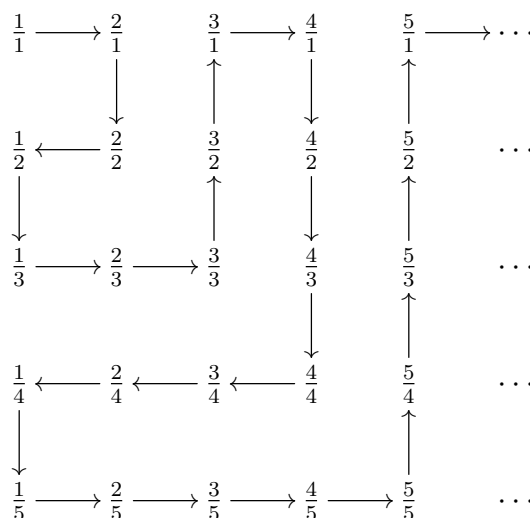 1/1 → 2/1 3/1 → 4/1 5/1 → ⋯
1/2 ← 2/2 3/2 4/2 5/2 ⋯
1/3 → 2/3 → 3/3 4/3 5/3 ⋯
1/4 ← 2/4 ← 3/4 ← 4/4 5/4 ⋯
1/5 → 2/5 → 3/5 → 4/5 → 5/5 ⋯